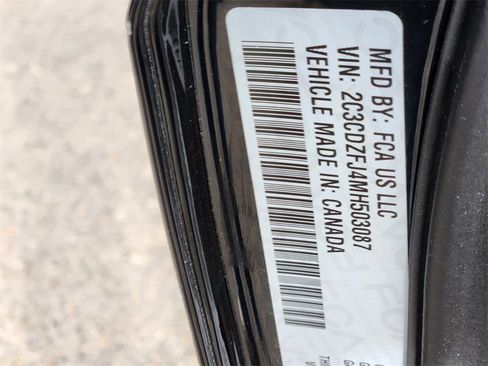 MFD BY: FCA US LLC
VIN: 2C3CDZFJ4MH503087
VEHICLE MADE IN: CANADA